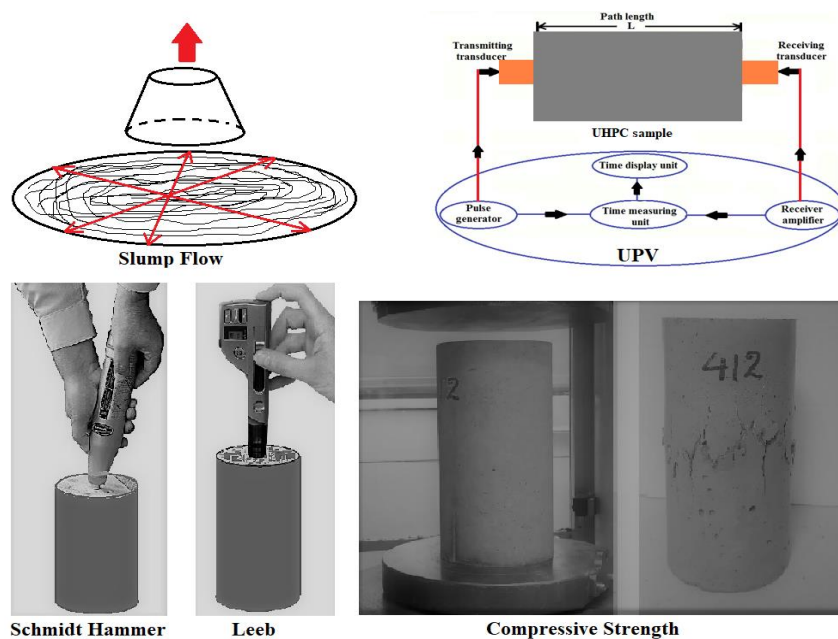 Slump Flow
Path length
L
Transmitting
transducer
Receiving
transducer
UHPC sample
Time display unit
Pulse
generator
Time measuring
unit
Receiver
amplifier
UPV
Schmidt Hammer
Leeb
2
412
Compressive Strength